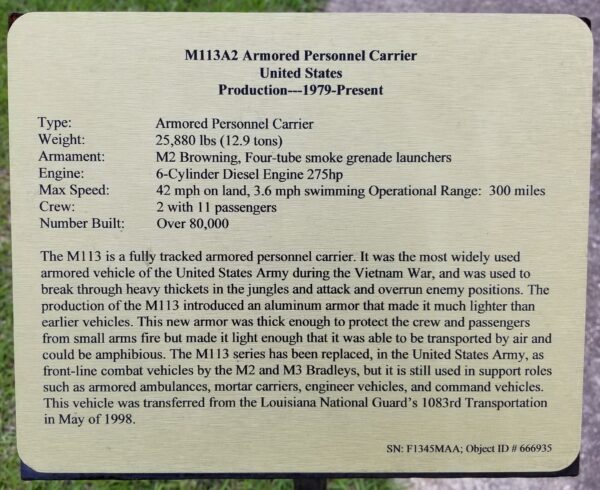 M113A2 Armored Personnel Carrier
United States
Production---1979-Present
Type: Armored Personnel Carrier
Weight: 25,880 lbs (12.9 tons)
Armament: M2 Browning, Four-tube smoke grenade launchers
Engine: 6-Cylinder Diesel Engine 275hp
Max Speed: 42 mph on land, 3.6 mph swimming Operational Range: 300 miles
Crew: 2 with 11 passengers
Number Built: Over 80,000
The M113 is a fully tracked armored personnel carrier. It was the most widely used
armored vehicle of the United States Army during the Vietnam War, and was used to
break through heavy thickets in the jungles and attack and overrun enemy positions. The
production of the M113 introduced an aluminum armor that made it much lighter than
earlier vehicles. This new armor was thick enough to protect the crew and passengers
from small arms fire but made it light enough that it was able to be transported by air and
could be amphibious. The M113 series has been replaced, in the United States Army, as
front-line combat vehicles by the M2 and M3 Bradleys, but it is still used in support roles
such as armored ambulances, mortar carriers, engineer vehicles, and command vehicles.
This vehicle was transferred from the Louisiana National Guard's 1083rd Transportation
in May of 1998.
SN: F1345MAA; Object ID # 666935